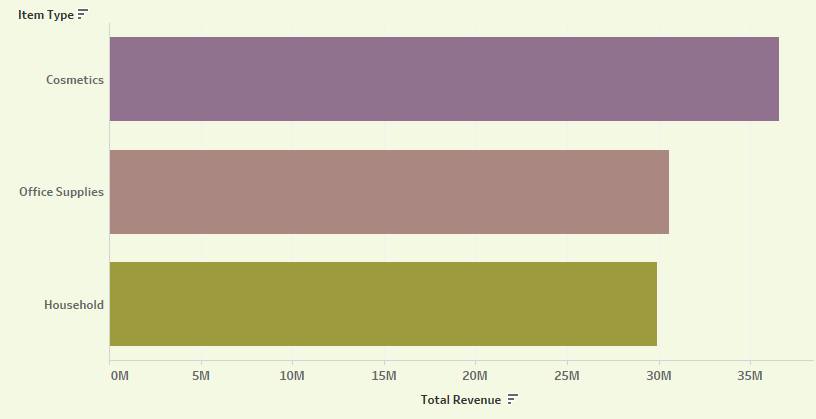 Item Type
Cosmetics
Office Supplies
Household
0M 5M 10M 15M 20M 25M 30M 35M
Total Revenue